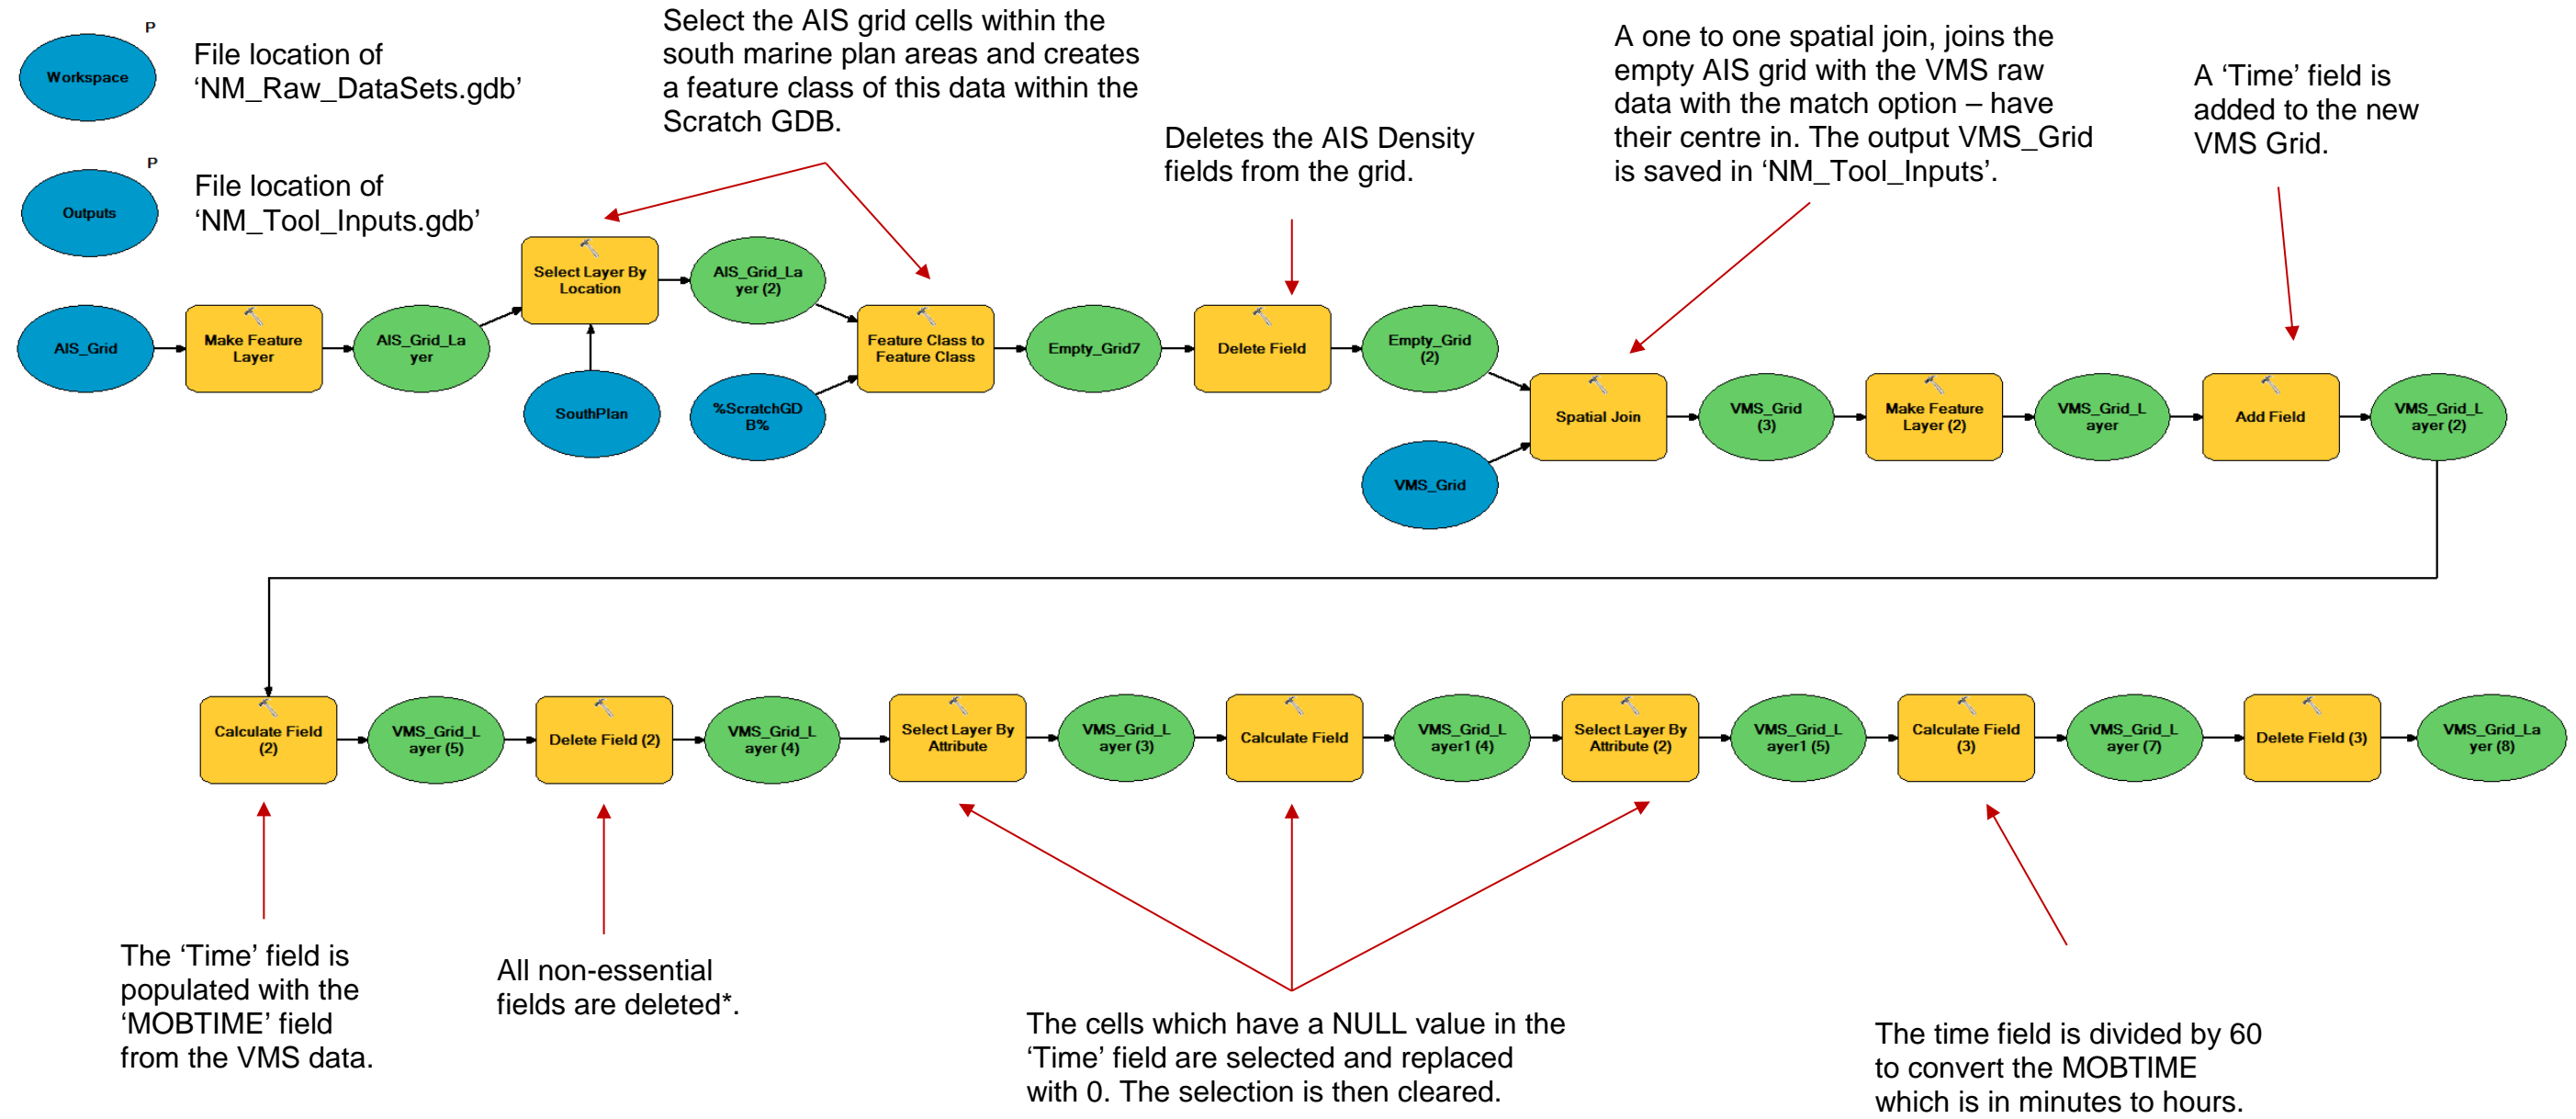 P
Workspace
File location of
‘NM_Raw_DataSets.gdb’
P
Outputs
File location of
‘NM_Tool_Inputs.gdb’
Select the AIS grid cells within the
south marine plan areas and creates
a feature class of this data within the
Scratch GDB.
Deletes the AIS Density
fields from the grid.
A one to one spatial join, joins the
empty AIS grid with the VMS raw
data with the match option – have
their centre in. The output VMS_Grid
is saved in ‘NM_Tool_Inputs’.
A ‘Time’ field is
added to the new
VMS Grid.
AIS_Grid
Make Feature
Layer
AIS_Grid_La
yer
Select Layer By
Location
SouthPlan
AIS_Grid_La
yer (2)
%ScratchGD
B%
Feature Class to
Feature Class
Empty_Grid7
Delete Field
Empty_Grid
(2)
VMS_Grid
Spatial Join
VMS_Grid
(3)
Make Feature
Layer (2)
VMS_Grid_L
ayer
Add Field
VMS_Grid_L
ayer (2)
Calculate Field
(2)
VMS_Grid_L
ayer (5)
Delete Field (2)
VMS_Grid_L
ayer (4)
Select Layer By
Attribute
VMS_Grid_L
ayer (3)
Calculate Field
VMS_Grid_L
ayer1 (4)
Select Layer By
Attribute (2)
VMS_Grid_L
ayer1 (5)
Calculate Field
(3)
VMS_Grid_L
ayer (7)
Delete Field (3)
VMS_Grid_La
yer (8)
The ‘Time’ field is
populated with the
‘MOBTIME’ field
from the VMS data.
All non-essential
fields are deleted*.
The cells which have a NULL value in the
‘Time’ field are selected and replaced
with 0. The selection is then cleared.
The time field is divided by 60
to convert the MOBTIME
which is in minutes to hours.